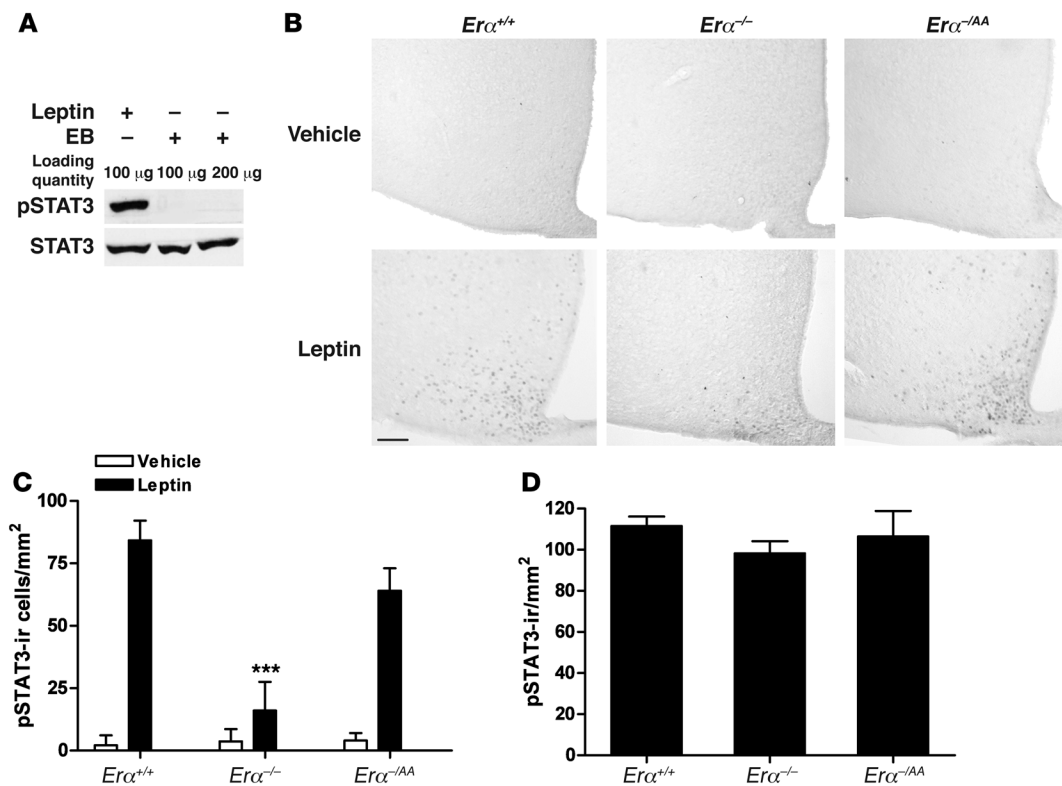 A
Leptin + – –
EB – + +
Loading quantity 100 μg 100 μg 200 μg
pSTAT3
STAT3
B
Erα+/+ Erα–/– Erα–/AA
Vehicle
Leptin
C
Vehicle
Leptin
pSTAT3-ir cells/mm2
100
75
50
25
0
***
Erα+/+ Erα–/– Erα–/AA
D
pSTAT3-ir/mm2
120
100
80
60
40
20
0
Erα+/+ Erα–/– Erα–/AA